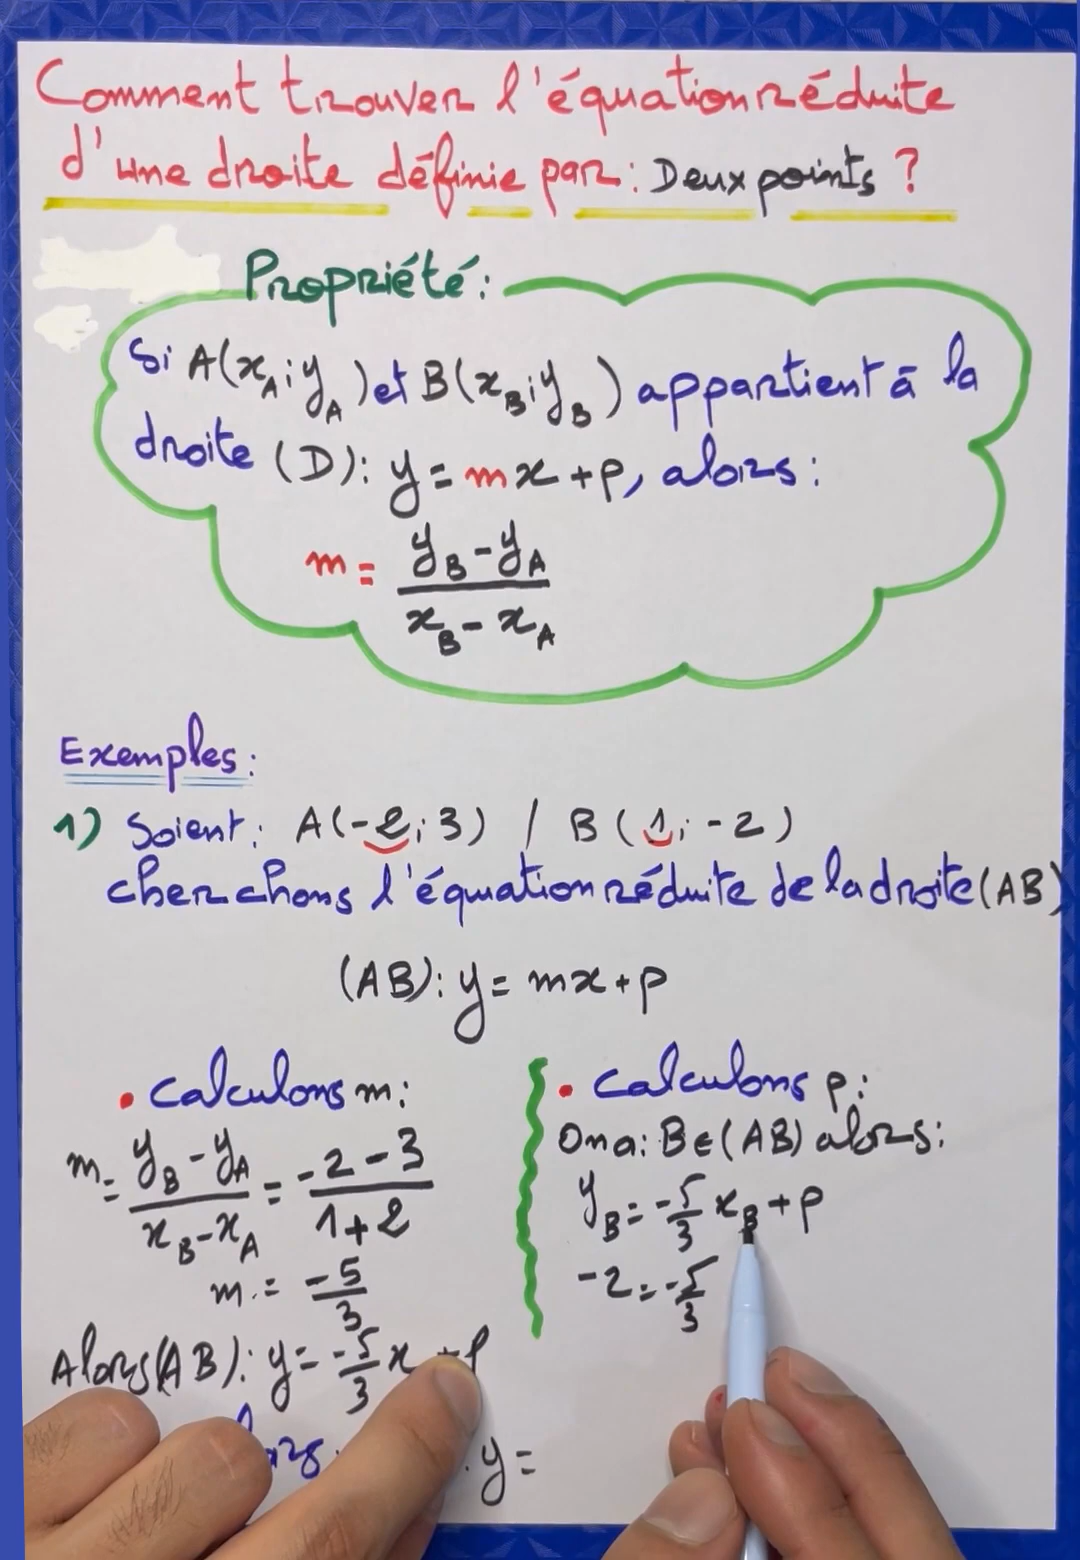 Comment trouver l'équation réduite
d'une droite définie par: Deux points ?
Propriété:
Si A(x_A; y_A) et B(x_B; y_B) appartient à la
droite (D): y = mx + p, alors:
m = (y_B - y_A) / (x_B - x_A)
Exemples:
1) Soient: A(-2; 3) / B(1; -2)
cherchons l'équation réduite de la droite (AB)
(AB): y = mx + p
• calculons m:
m = (y_B - y_A) / (x_B - x_A) = (-2 - 3) / (1 + 2)
m = -5/3
Alors (AB): y = -5/3 x + p
• calculons p:
On a: B ∈ (AB) alors:
y_B = -5/3 x_B + p
-2 = -5/3
y =